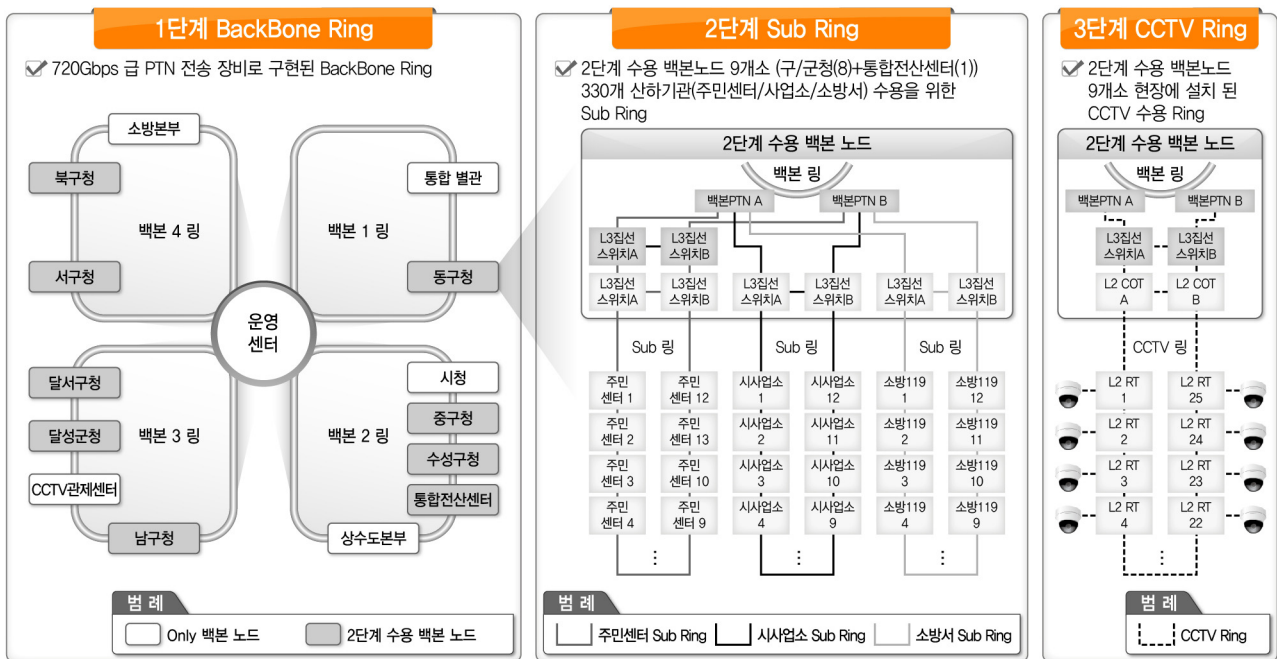 1단계 BackBone Ring
720Gbps 급 PTN 전송 장비로 구현된 BackBone Ring
소방본부
북구청
백본 4 링
서구청
통합 별관
백본 1 링
동구청
운영
센터
달서구청
달성군청
백본 3 링
CCTV관제센터
남구청
시청
중구청
백본 2 링
수성구청
통합전산센터
상수도본부
범 례
Only 백본 노드
2단계 수용 백본 노드
2단계 Sub Ring
2단계 수용 백본노드 9개소 (구/군청(8)+통합전산센터(1))
330개 산하기관(주민센터/사업소/소방서) 수용을 위한
Sub Ring
2단계 수용 백본 노드
백본 링
백본PTN A 백본PTN B
L3집선 L3집선
스위치A 스위치B
L3집선 L3집선 L3집선 L3집선 L3집선 L3집선
스위치A 스위치B 스위치A 스위치B 스위치A 스위치B
Sub 링 Sub 링 Sub 링
주민 주민 시사업소 시사업소 소방119 소방119
센터 1 센터 12 1 12 1 12
주민 주민 시사업소 시사업소 소방119 소방119
센터 2 센터 13 2 11 2 11
주민 주민 시사업소 시사업소 소방119 소방119
센터 3 센터 10 3 10 3 10
주민 주민 시사업소 시사업소 소방119 소방119
센터 4 센터 9 4 9 4 9
⋮ ⋮ ⋮
범 례
주민센터 Sub Ring 시사업소 Sub Ring 소방서 Sub Ring
3단계 CCTV Ring
2단계 수용 백본노드
9개소 현장에 설치 된
CCTV 수용 Ring
2단계 수용 백본 노드
백본 링
백본PTN A 백본PTN B
L3집선 L3집선
스위치A 스위치B
L2 COT L2 COT
A B
CCTV 링
L2 RT L2 RT
1 25
L2 RT L2 RT
2 24
L2 RT L2 RT
3 23
L2 RT L2 RT
4 22
⋮
범 례
CCTV Ring